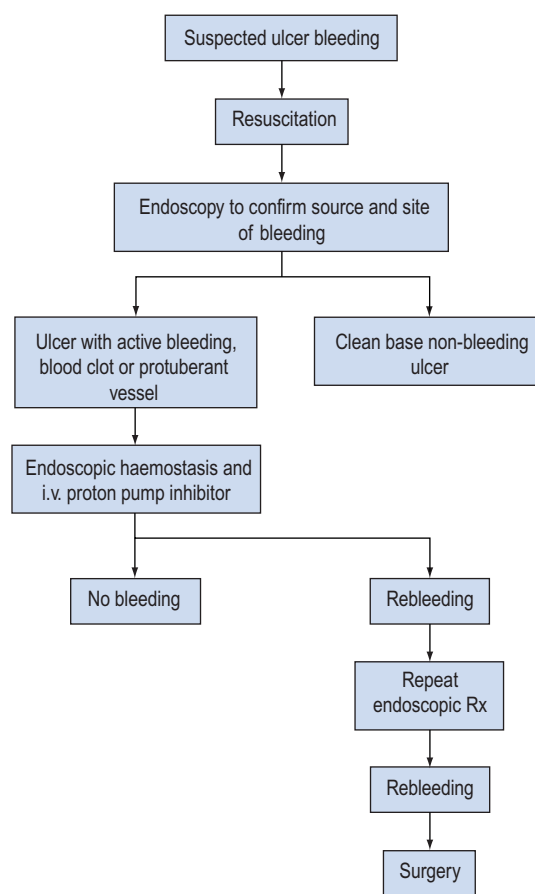 Suspected ulcer bleeding
Resuscitation
Endoscopy to confirm source and site
of bleeding
Ulcer with active bleeding,
blood clot or protuberant
vessel
Clean base non-bleeding
ulcer
Endoscopic haemostasis and
i.v. proton pump inhibitor
No bleeding
Rebleeding
Repeat
endoscopic Rx
Rebleeding
Surgery